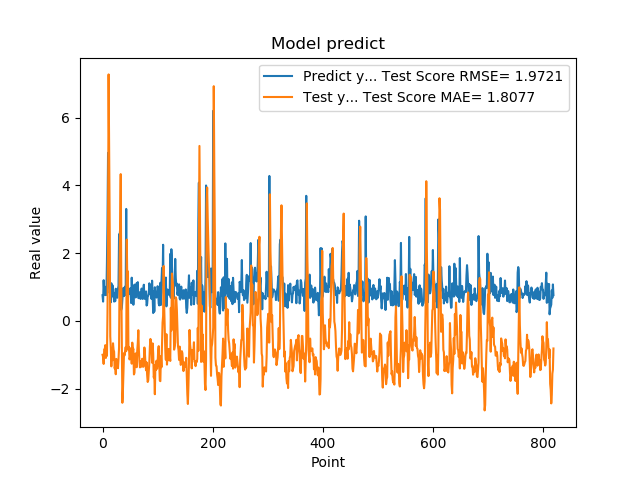 Model predict
Predict y... Test Score RMSE= 1.9721
Test y... Test Score MAE= 1.8077
Real value
6
4
2
0
−2
0 200 400 600 800
Point